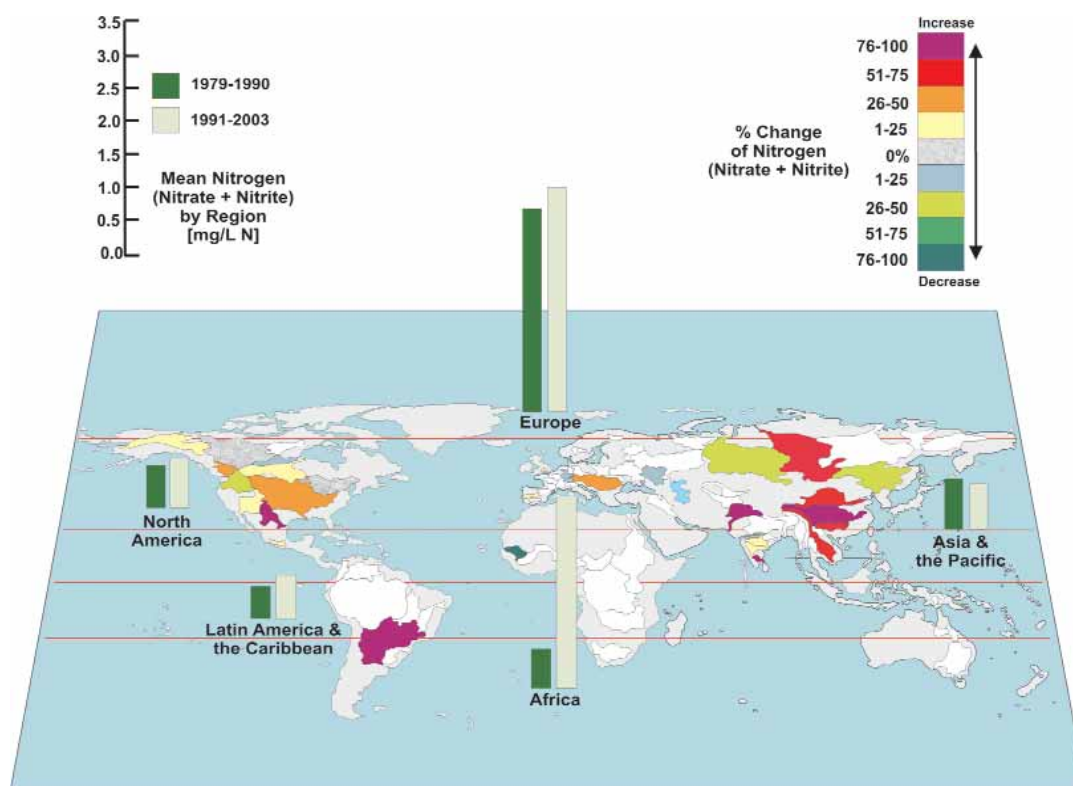 3.5
3.0
2.5
2.0
1.5
1.0
0.5
0.0
1979-1990
1991-2003
Mean Nitrogen
(Nitrate + Nitrite)
by Region
[mg/L N]
Increase
76-100
51-75
26-50
1-25
0%
1-25
26-50
51-75
76-100
Decrease
% Change
of Nitrogen
(Nitrate + Nitrite)
Europe
North
America
Asia &
the Pacific
Latin America &
the Caribbean
Africa